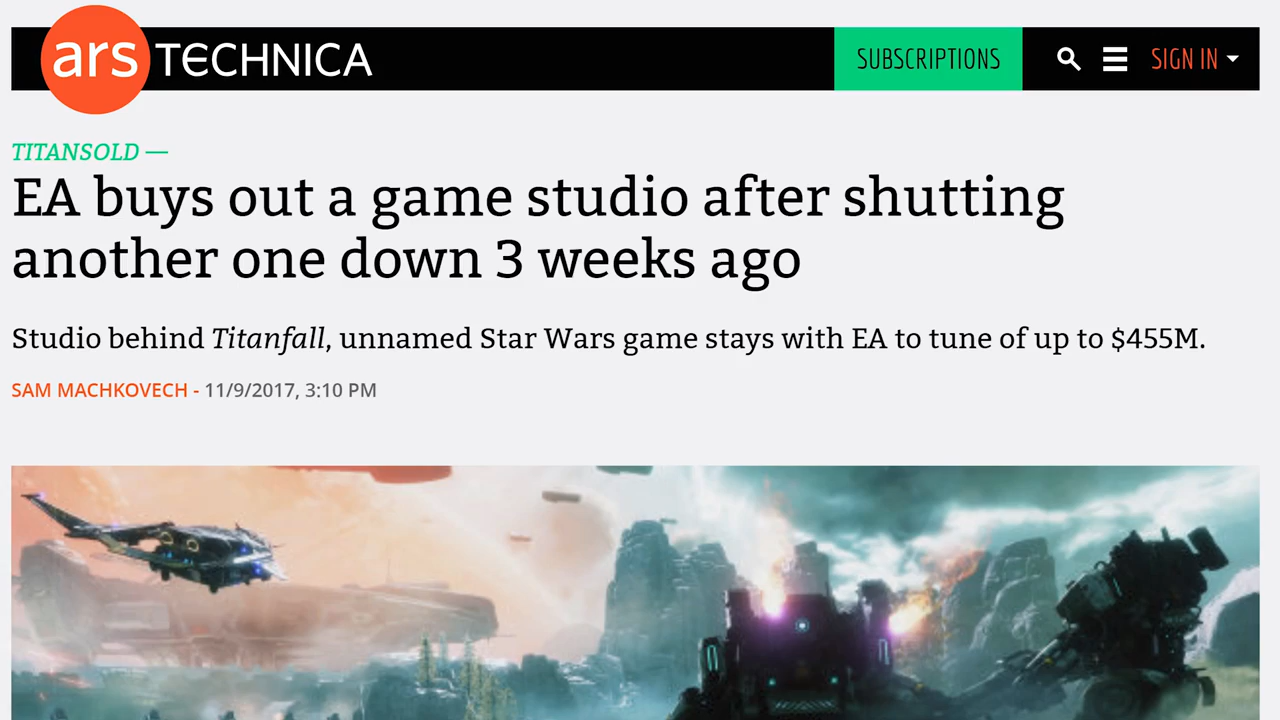 ars TECHNICA SUBSCRIPTIONS SIGN IN
TITANSOLD —
EA buys out a game studio after shutting
another one down 3 weeks ago
Studio behind Titanfall, unnamed Star Wars game stays with EA to tune of up to $455M.
SAM MACHKOVECH - 11/9/2017, 3:10 PM